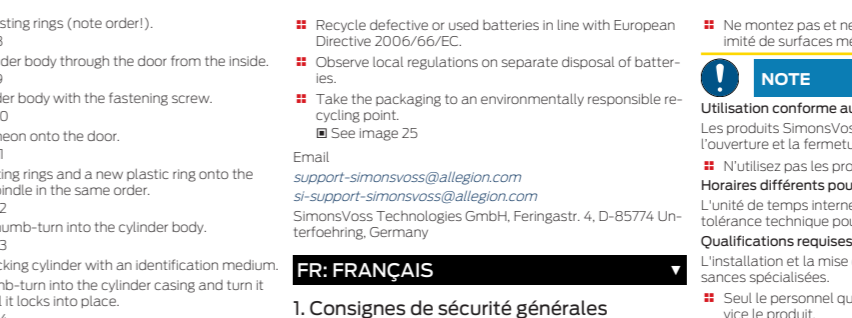 sting rings (note order!).
der body through the door from the inside.
der body with the fastening screw.
eon onto the door.
ing rings and a new plastic ring onto the
indle in the same order.
umb-turn into the cylinder body.
cking cylinder with an identification medium.
b-turn into the cylinder casing and turn it
l it locks into place.
Recycle defective or used batteries in line with European
Directive 2006/66/EC.
Observe local regulations on separate disposal of batter-
ies.
Take the packaging to an environmentally responsible re-
cycling point.
See image 25
Email
support-simonsvoss@allegion.com
si-support-simonsvoss@allegion.com
SimonsVoss Technologies GmbH, Feringastr. 4, D-85774 Un-
terfoehring, Germany
FR: FRANÇAIS ▼
1. Consignes de sécurité générales
Ne montez pas et ne
imité de surfaces mé
NOTE
Utilisation conforme au
Les produits SimonsVos
l'ouverture et la fermetu
N'utilisez pas les pro
Horaires différents pou
L'unité de temps interne
tolérance technique pou
Qualifications requises
L'installation et la mise
sances spécialisées.
Seul le personnel qu
vice le produit.